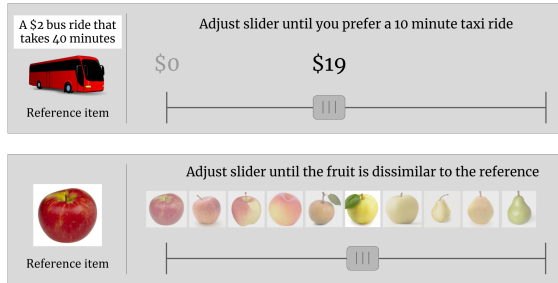 A $2 bus ride that
takes 40 minutes
Reference item
Adjust slider until you prefer a 10 minute taxi ride
$0
$19
Adjust slider until the fruit is dissimilar to the reference
Reference item